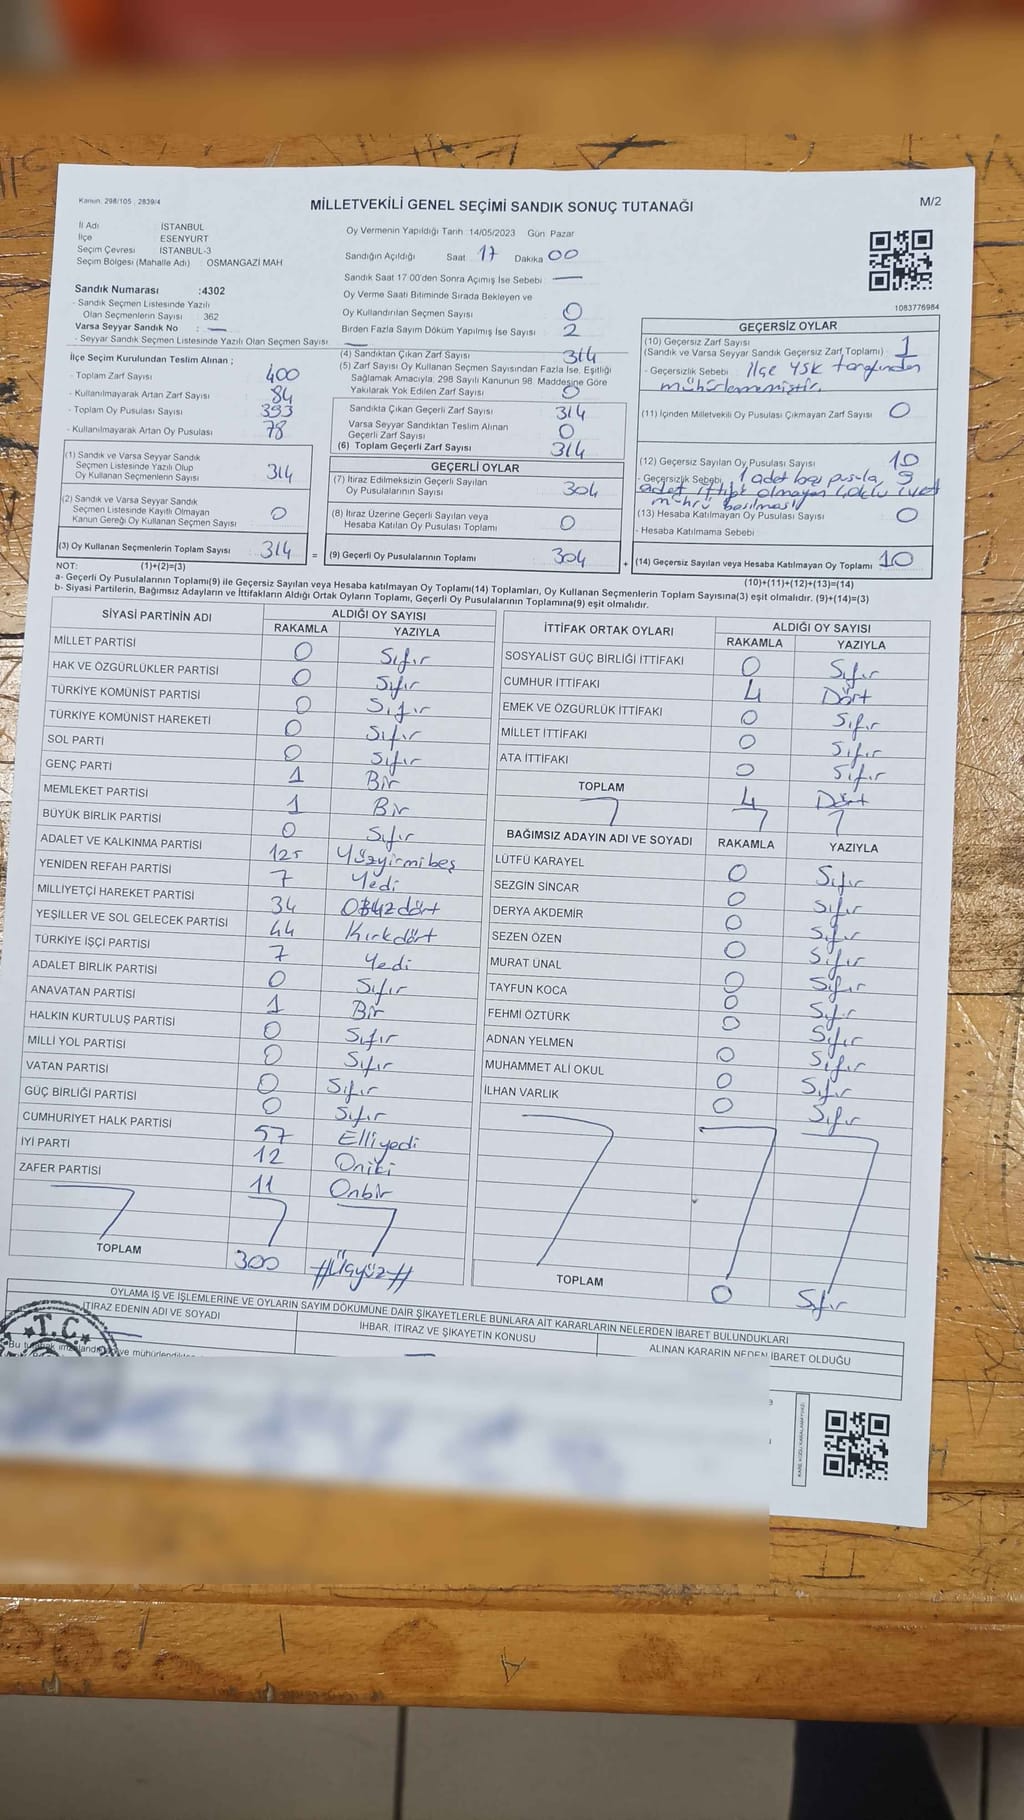 Kanun, 298/105 , 2839/4
MİLLETVEKİLİ GENEL SEÇİMİ SANDIK SONUÇ TUTANAĞI
M/2
İl Adı İSTANBUL
İlçe ESENYURT
Seçim Çevresi İSTANBUL-3
Seçim Bölgesi (Mahalle Adı) : OSMANGAZİ MAH
Sandık Numarası :4302
- Sandık Seçmen Listesinde Yazılı
Olan Seçmenlerin Sayısı : 362
Varsa Seyyar Sandık No : —
- Seyyar Sandık Seçmen Listesinde Yazılı Olan Seçmen Sayısı : —
Oy Vermenin Yapıldığı Tarih :14/05/2023 Gün Pazar
Sandığın Açıldığı Saat 17 Dakika 00
Sandık Saat 17:00'den Sonra Açımış İse Sebebi —
Oy Verme Saati Bitiminde Sırada Bekleyen ve
Oy Kullandırılan Seçmen Sayısı 0
Birden Fazla Sayım Döküm Yapılmış İse Sayısı 2
1083776984
İlçe Seçim Kurulundan Teslim Alınan ;
- Toplam Zarf Sayısı 400
- Kullanılmayarak Artan Zarf Sayısı 84
- Toplam Oy Pusulası Sayısı 393
- Kullanılmayarak Artan Oy Pusulası 78
(1) Sandık ve Varsa Seyyar Sandık
Seçmen Listesinde Yazılı Olup
Oy Kullanan Seçmenlerin Sayısı 314
(2) Sandık ve Varsa Seyyar Sandık
Seçmen Listesinde Kayıtlı Olmayan
Kanun Gereği Oy Kullanan Seçmen Sayısı 0
(3) Oy Kullanan Seçmenlerin Toplam Sayısı 314 =
(4) Sandıktan Çıkan Zarf Sayısı 314
(5) Zarf Sayısı Oy Kullanan Seçmen Sayısından Fazla İse, Eşitliği
Sağlamak Amacıyla, 298 Sayılı Kanunun 98. Maddesine Göre
Yakılarak Yok Edilen Zarf Sayısı 0
Sandıkta Çıkan Geçerli Zarf Sayısı 314
Varsa Seyyar Sandıktan Teslim Alınan
Geçerli Zarf Sayısı 0
(6) Toplam Geçerli Zarf Sayısı 314
GEÇERLİ OYLAR
(7) İtiraz Edilmeksizin Geçerli Sayılan
Oy Pusulalarının Sayısı 304
(8) İtiraz Üzerine Geçerli Sayılan veya
Hesaba Katılan Oy Pusulası Toplamı 0
(9) Geçerli Oy Pusulalarının Toplamı 304 +
GEÇERSİZ OYLAR
(10) Geçersiz Zarf Sayısı
(Sandık ve Varsa Seyyar Sandık Geçersiz Zarf Toplamı) 1
- Geçersizlik Sebebi : ilçe YSK tarafından
mühürlenmemiştir.
(11) İçinden Milletvekili Oy Pusulası Çıkmayan Zarf Sayısı 0
(12) Geçersiz Sayılan Oy Pusulası Sayısı 10
- Geçersizlik Sebebi 1 adet boş pusula, 9
adet ittifak olmayan çoklu evet
mührü basılması
(13) Hesaba Katılmayan Oy Pusulası Sayısı 0
- Hesaba Katılmama Sebebi
(14) Geçersiz Sayılan veya Hesaba Katılmayan Oy Toplamı 10
NOT: (1)+(2)=(3)
(10)+(11)+(12)+(13)=(14)
a- Geçerli Oy Pusulalarının Toplamı(9) ile Geçersiz Sayılan veya Hesaba katılmayan Oy Toplamı(14) Toplamları, Oy Kullanan Seçmenlerin Toplam Sayısına(3) eşit olmalıdır. (9)+(14)=(3)
b- Siyasi Partilerin, Bağımsız Adayların ve İttifakların Aldığı Ortak Oyların Toplamı, Geçerli Oy Pusulalarının Toplamına(9) eşit olmalıdır.
SİYASİ PARTİNİN ADI ALDIĞI OY SAYISI
RAKAMLA YAZIYLA
MİLLET PARTİSİ 0 Sıfır
HAK VE ÖZGÜRLÜKLER PARTİSİ 0 Sıfır
TÜRKİYE KOMÜNİST PARTİSİ 0 Sıfır
TÜRKİYE KOMÜNİST HAREKETİ 0 Sıfır
SOL PARTİ 0 Sıfır
GENÇ PARTİ 1 Bir
MEMLEKET PARTİSİ 1 Bir
BÜYÜK BİRLİK PARTİSİ 0 Sıfır
ADALET VE KALKINMA PARTİSİ 125 Yüzyirmibeş
YENİDEN REFAH PARTİSİ 7 Yedi
MİLLİYETÇİ HAREKET PARTİSİ 34 Otuzdört
YEŞİLLER VE SOL GELECEK PARTİSİ 44 Kırkdört
TÜRKİYE İŞÇİ PARTİSİ 7 Yedi
ADALET BİRLİK PARTİSİ 0 Sıfır
ANAVATAN PARTİSİ 1 Bir
HALKIN KURTULUŞ PARTİSİ 0 Sıfır
MİLLİ YOL PARTİSİ 0 Sıfır
VATAN PARTİSİ 0 Sıfır
GÜÇ BİRLİĞİ PARTİSİ 0 Sıfır
CUMHURİYET HALK PARTİSİ 57 Elliyedi
İYİ PARTİ 12 Oniki
ZAFER PARTİSİ 11 Onbir
TOPLAM 300 #Üçyüz#
İTTİFAK ORTAK OYLARI ALDIĞI OY SAYISI
RAKAMLA YAZIYLA
SOSYALİST GÜÇ BİRLİĞİ İTTİFAKI 0 Sıfır
CUMHUR İTTİFAKI 4 Dört
EMEK VE ÖZGÜRLÜK İTTİFAKI 0 Sıfır
MİLLET İTTİFAKI 0 Sıfır
ATA İTTİFAKI 0 Sıfır
TOPLAM 4 Dört
BAĞIMSIZ ADAYIN ADI VE SOYADI RAKAMLA YAZIYLA
LÜTFÜ KARAYEL 0 Sıfır
SEZGİN SİNCAR 0 Sıfır
DERYA AKDEMİR 0 Sıfır
SEZEN ÖZEN 0 Sıfır
MURAT ÜNAL 0 Sıfır
TAYFUN KOCA 0 Sıfır
FEHMİ ÖZTÜRK 0 Sıfır
ADNAN YELMEN 0 Sıfır
MUHAMMET ALİ OKUL 0 Sıfır
İLHAN VARLIK 0 Sıfır
TOPLAM 0 Sıfır
OYLAMA İŞ VE İŞLEMLERİNE VE OYLARIN SAYIM DÖKÜMÜNE DAİR ŞİKAYETLERLE BUNLARA AİT KARARLARIN NELERDEN İBARET BULUNDUKLARI
İTİRAZ EDENİN ADI VE SOYADI
İHBAR, İTİRAZ VE ŞİKAYETİN KONUSU
ALINAN KARARIN NEDEN İBARET OLDUĞU
T.C.